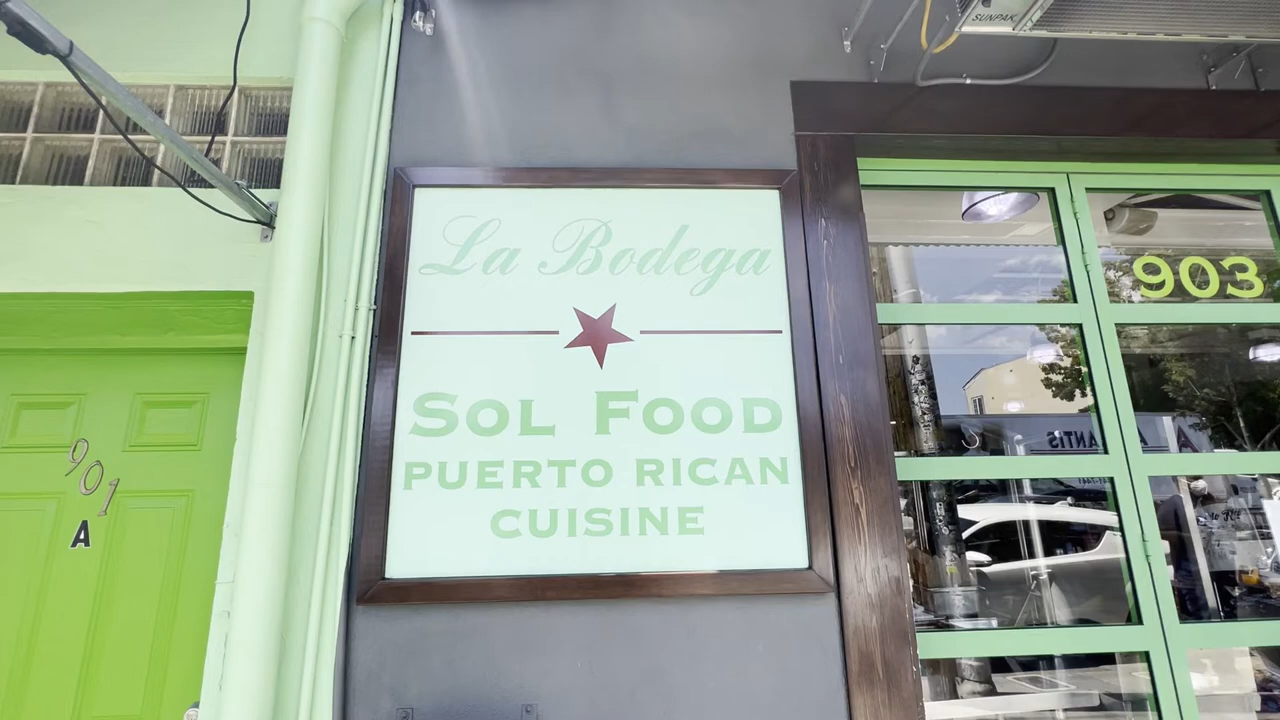 SUNPAK
La Bodega
903
SOL FOOD
PUERTO RICAN
CUISINE
901
A